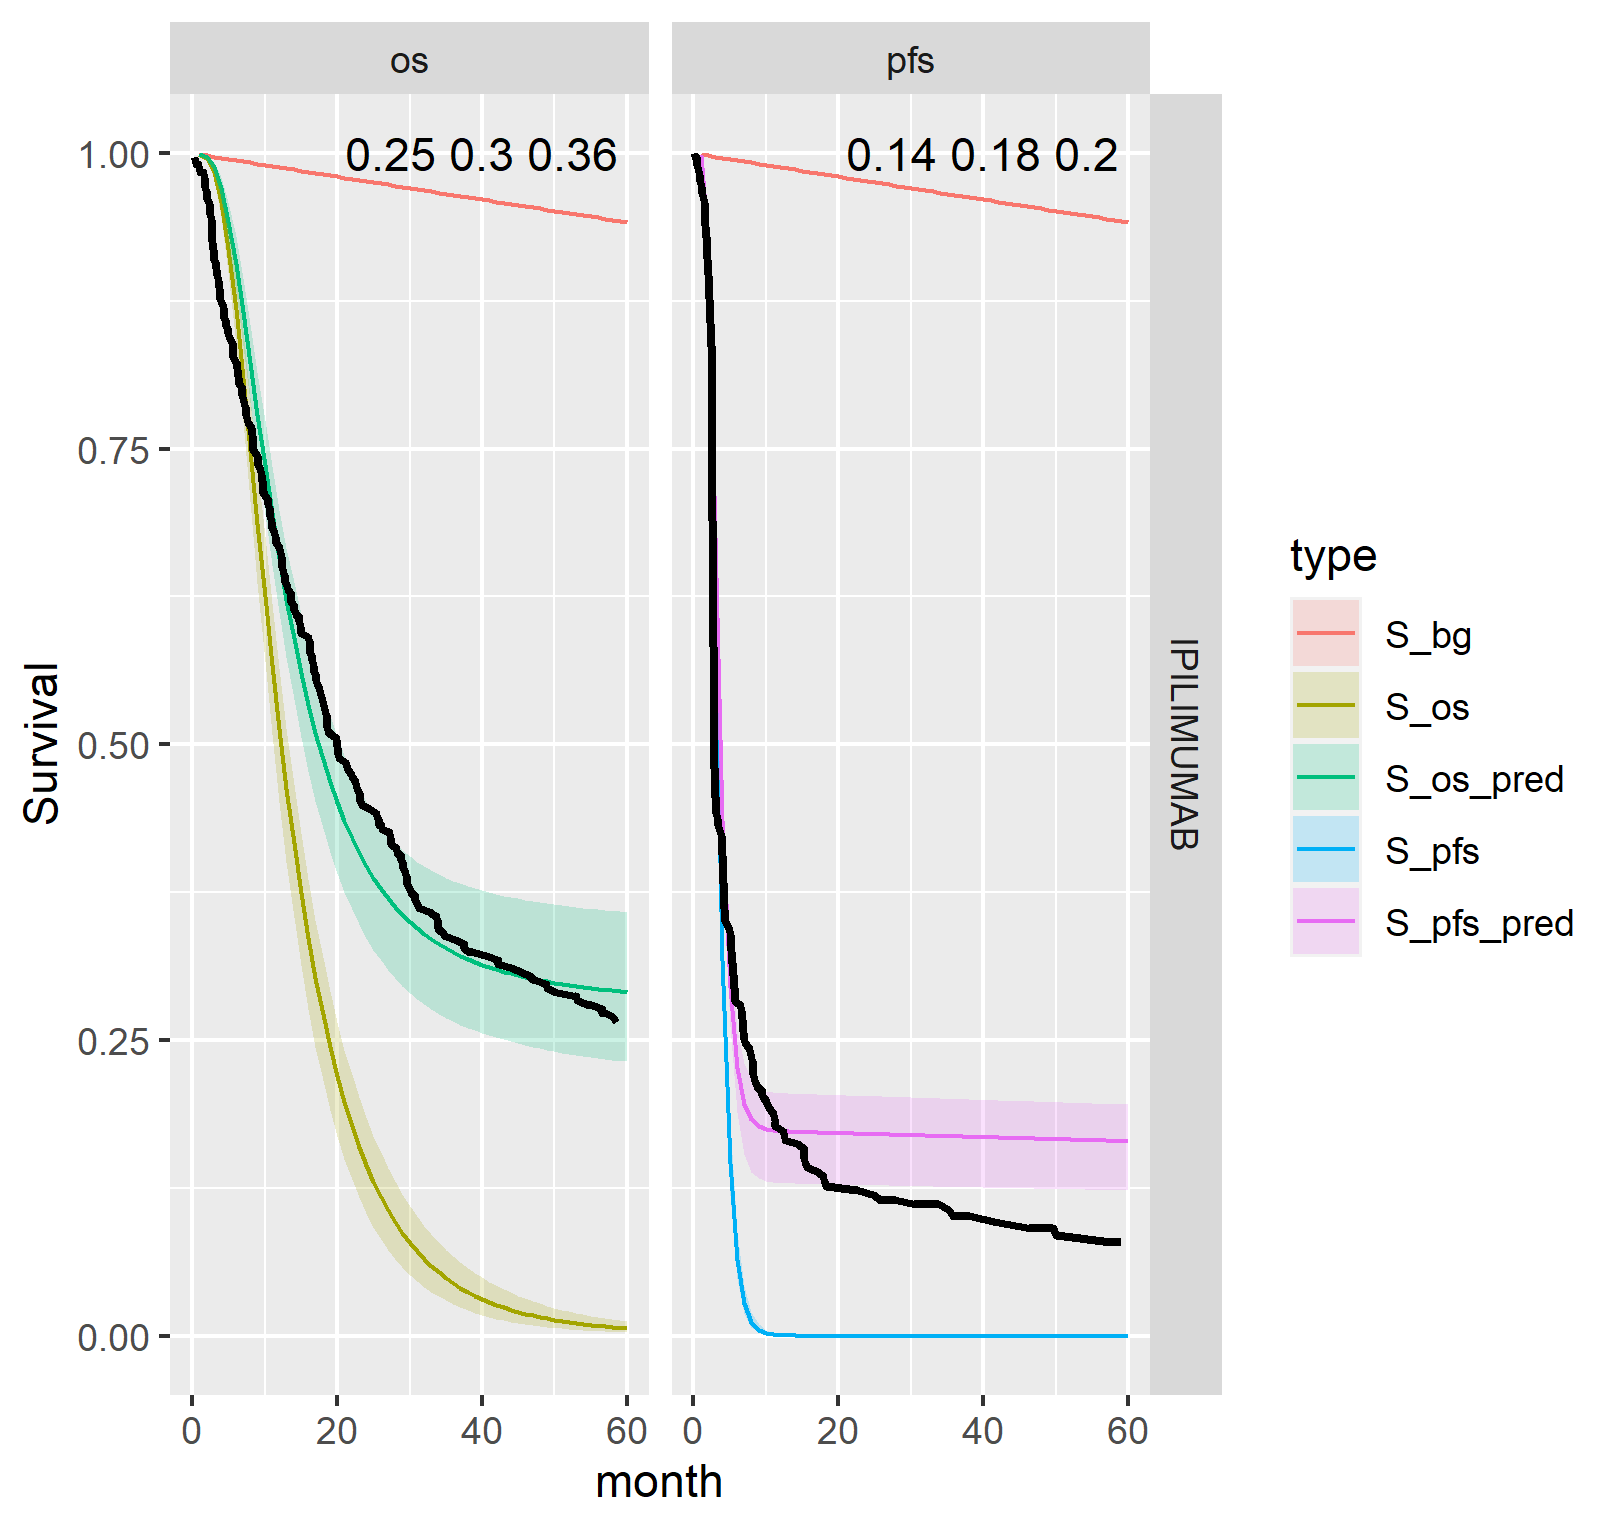 os
pfs
0.25 0.3 0.36
0.14 0.18 0.2
1.00
0.75
0.50
0.25
0.00
Survival
IPILIMUMAB
0 20 40 60
0 20 40 60
month
type
S_bg
S_os
S_os_pred
S_pfs
S_pfs_pred